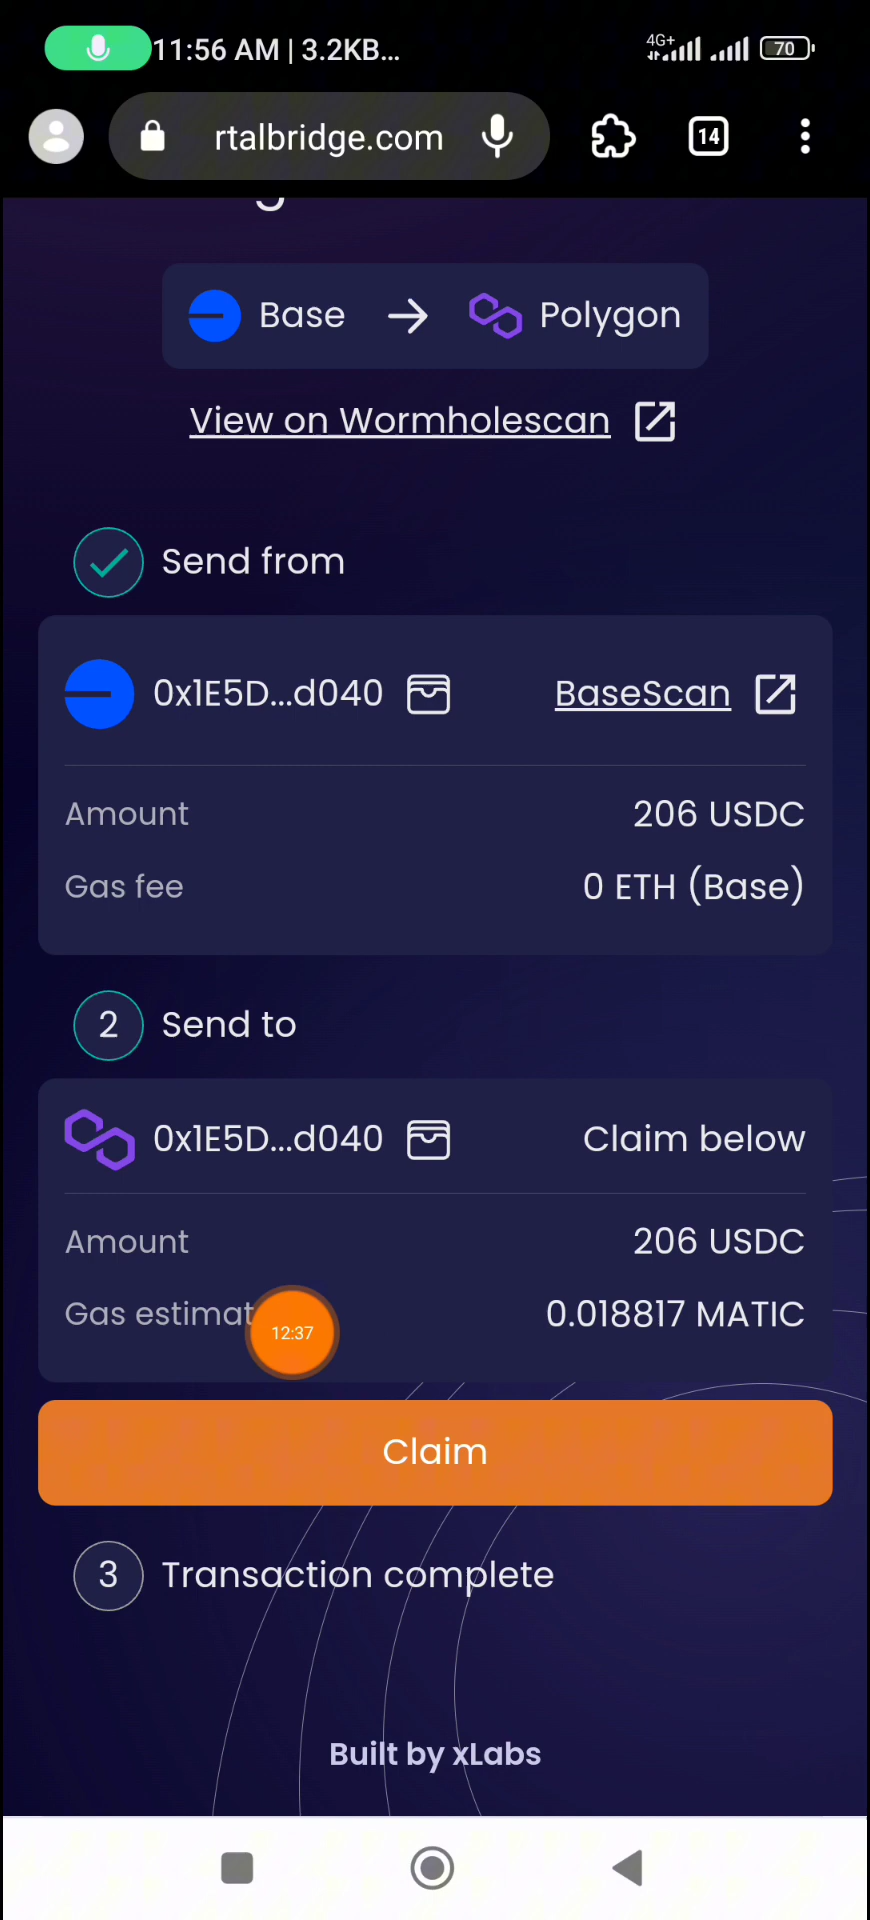 11:56 AM | 3.2KB...
4G+
70
rtalbridge.com
14
Base → Polygon
View on Wormholescan
Send from
0x1E5D...d040
BaseScan
Amount
206 USDC
Gas fee
0 ETH (Base)
2 Send to
0x1E5D...d040
Claim below
Amount
206 USDC
Gas estimat
12:37
0.018817 MATIC
Claim
3 Transaction complete
Built by xLabs